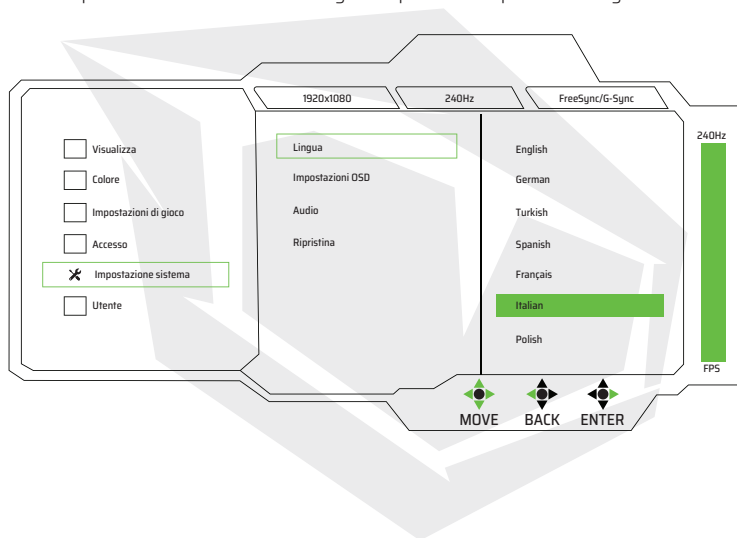 1920x1080
240Hz
FreeSync/G-Sync
240Hz
Visualizza
Colore
Impostazioni di gioco
Accesso
Impostazione sistema
Utente
Lingua
Impostazioni OSD
Audio
Ripristina
English
German
Turkish
Spanish
Français
Italian
Polish
FPS
MOVE
BACK
ENTER